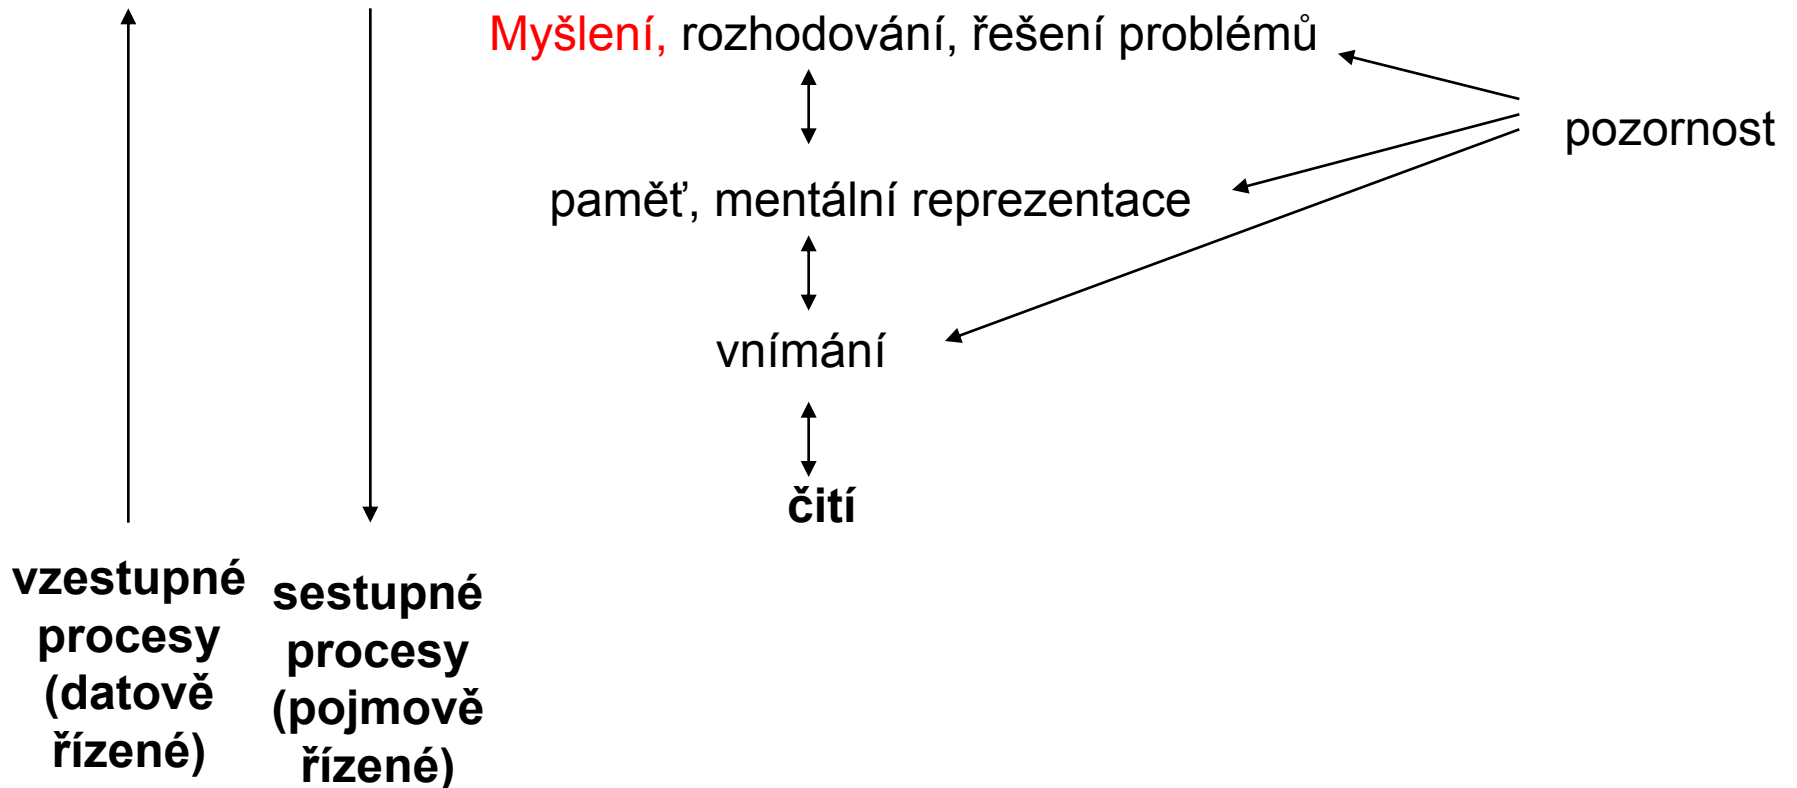 Myšlení, rozhodování, řešení problémů
pozornost
paměť, mentální reprezentace
vnímání
čití
vzestupné
procesy
(datově
řízené)
sestupné
procesy
(pojmově
řízené)